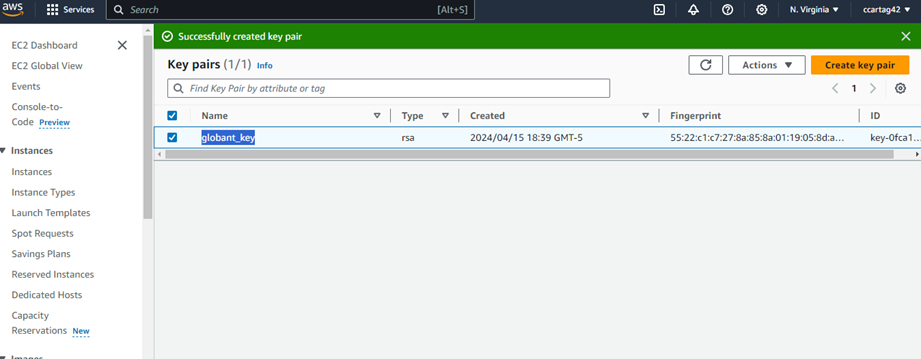 aws
Services
Search
[Alt+S]
N. Virginia
ccartag42
EC2 Dashboard
EC2 Global View
Events
Console-to-
Code Preview
Instances
Instances
Instance Types
Launch Templates
Spot Requests
Savings Plans
Reserved Instances
Dedicated Hosts
Capacity
Reservations New
Successfully created key pair
Key pairs (1/1) Info
Actions
Create key pair
Find Key Pair by attribute or tag
1
Name Type Created Fingerprint ID
globant_key rsa 2024/04/15 18:39 GMT-5 55:22:c1:c7:27:8a:85:8a:01:19:05:8d:a... key-0fca1...